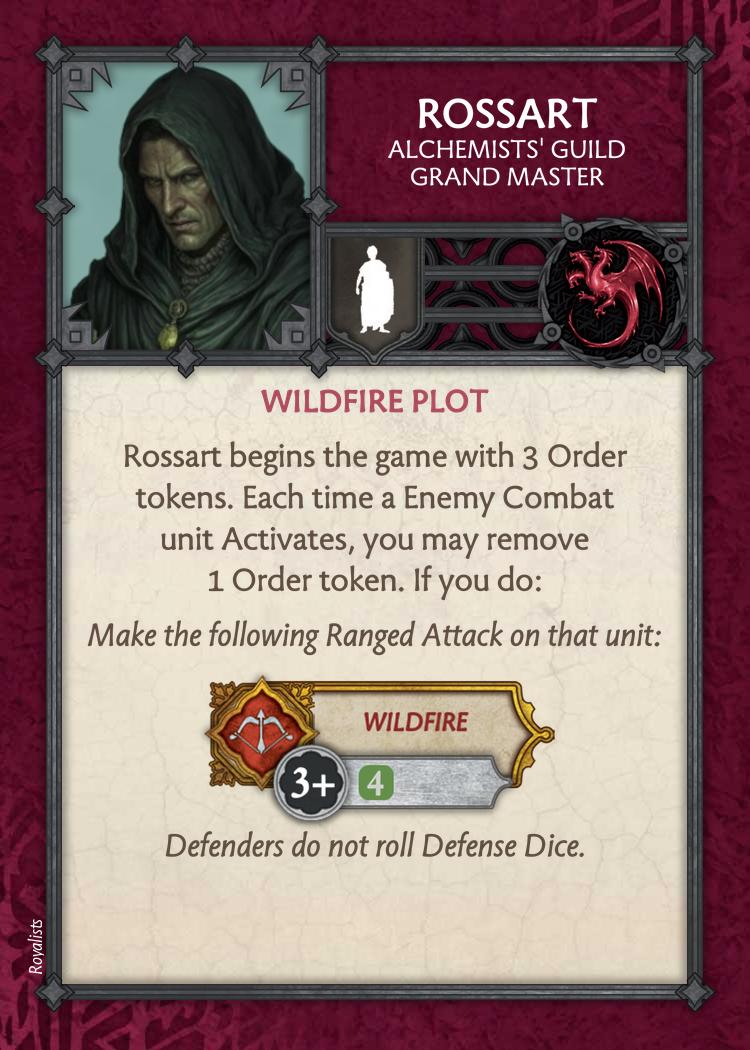 ROSSART
ALCHEMISTS' GUILD
GRAND MASTER
WILDFIRE PLOT
Rossart begins the game with 3 Order
tokens. Each time a Enemy Combat
unit Activates, you may remove
1 Order token. If you do:
Make the following Ranged Attack on that unit:
WILDFIRE
3+ 4
Defenders do not roll Defense Dice.
Royalists